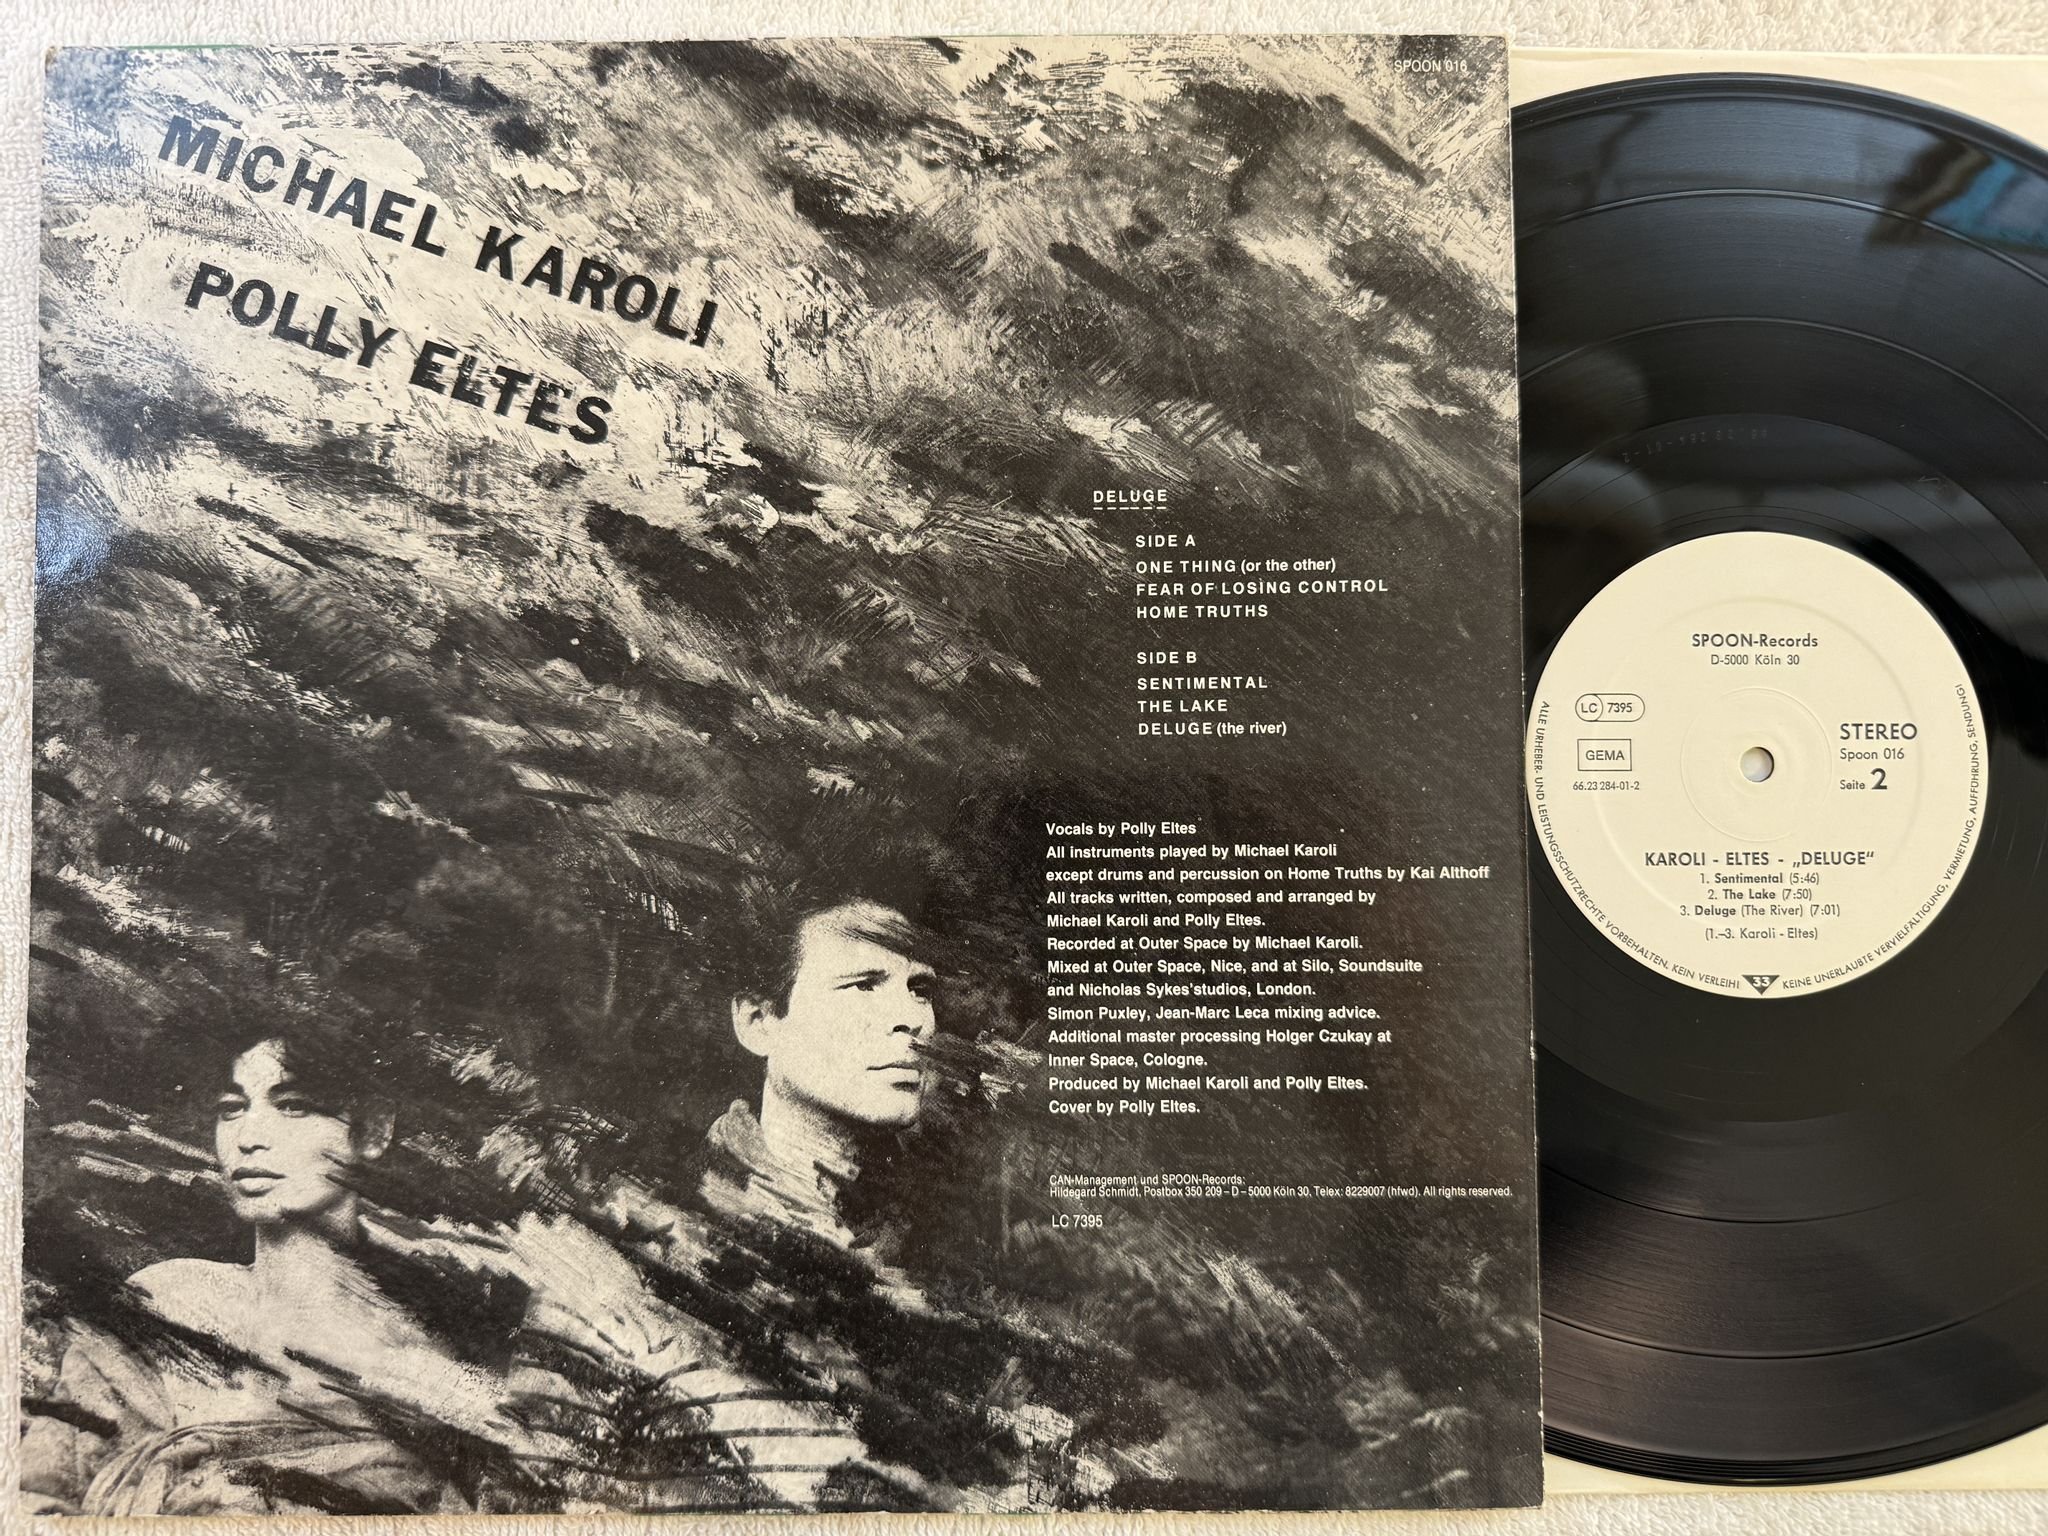 SPOON 016
MICHAEL KAROLI
POLLY ELTES
DELUGE
SIDE A
ONE THING (or the other)
FEAR OF LOSING CONTROL
HOME TRUTHS
SIDE B
SENTIMENTAL
THE LAKE
DELUGE (the river)
Vocals by Polly Eltes
All instruments played by Michael Karoli
except drums and percussion on Home Truths by Kai Althoff
All tracks written, composed and arranged by
Michael Karoli and Polly Eltes.
Recorded at Outer Space by Michael Karoli.
Mixed at Outer Space, Nice, and at Silo, Soundsuite
and Nicholas Sykes'studios, London.
Simon Puxley, Jean-Marc Leca mixing advice.
Additional master processing Holger Czukay at
Inner Space, Cologne.
Produced by Michael Karoli and Polly Eltes.
Cover by Polly Eltes.
CAN-Management und SPOON-Records:
Hildegard Schmidt, Postbox 350 209 – D – 5000 Köln 30, Telex: 8229007 (hfwd). All rights reserved.
LC 7395
SPOON-Records
D-5000 Köln 30
LC 7395
GEMA
66.23 284-01-2
STEREO
Spoon 016
Seite 2
KAROLI - ELTES - „DELUGE“
1. Sentimental (5:46)
2. The Lake (7:50)
3. Deluge (The River) (7:01)
(1.–3. Karoli - Eltes)
ALLE URHEBER- UND LEISTUNGSSCHUTZRECHTE VORBEHALTEN. KEIN VERLEIH! 33 KEINE UNERLAUBTE VERVIELFÄLTIGUNG, VERMIETUNG, AUFFÜHRUNG, SENDUNG!